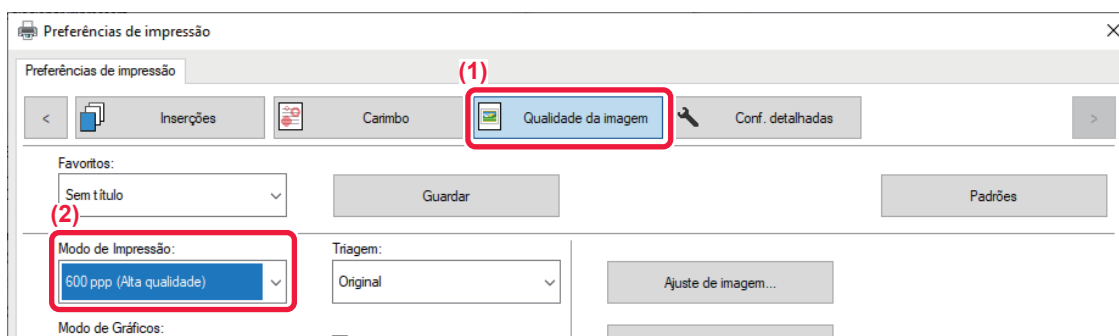 Preferências de impressão
Preferências de impressão
(1)
< Inserções Carimbo Qualidade da imagem Conf. detalhadas >
Favoritos:
Sem título Guardar Padrões
(2)
Modo de Impressão: Triagem:
600 ppp (Alta qualidade) Original Ajuste de imagem...
Modo de Gráficos: